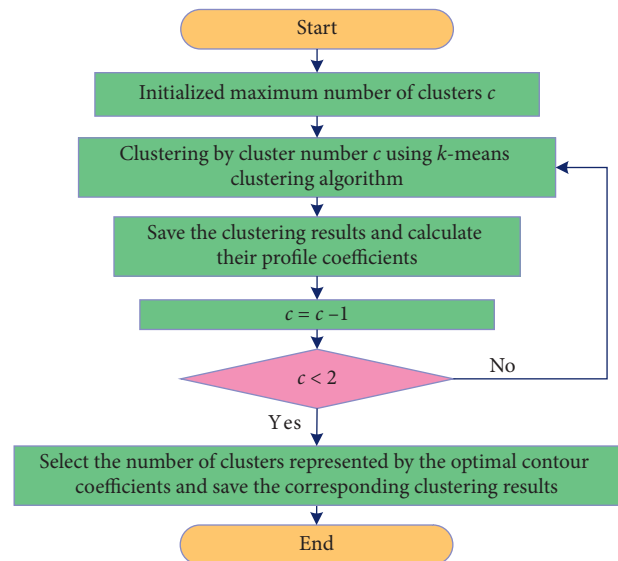 Start
Initialized maximum number of clusters c
Clustering by cluster number c using k-means
clustering algorithm
Save the clustering results and calculate
their profile coefficients
c = c –1
c < 2
No
Yes
Select the number of clusters represented by the optimal contour
coefficients and save the corresponding clustering results
End